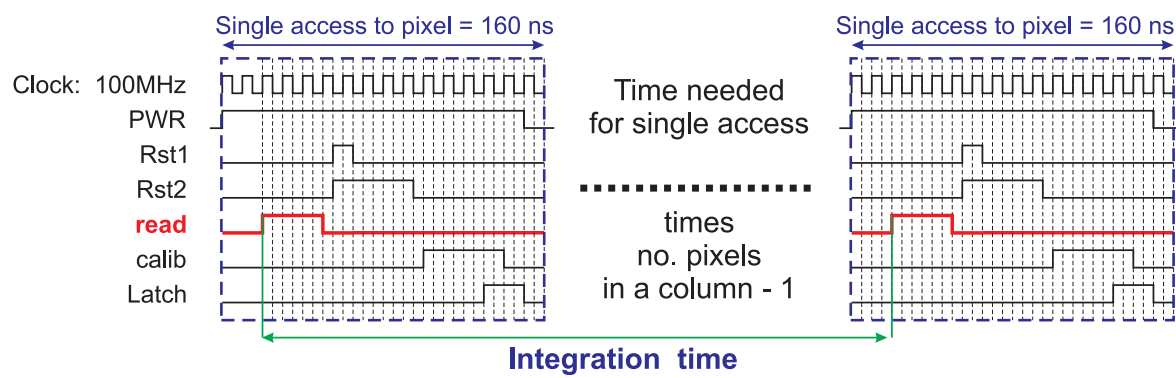 Single access to pixel = 160 ns
Single access to pixel = 160 ns
Clock: 100MHz
PWR
Rst1
Rst2
read
calib
Latch
Time needed
for single access
times
no. pixels
in a column - 1
Integration time